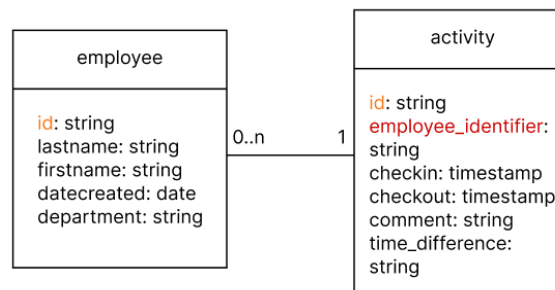 employee
id: string
lastname: string
firstname: string
datecreated: date
department: string
0..n
1
activity
id: string
employee_identifier:
string
checkin: timestamp
checkout: timestamp
comment: string
time_difference:
string